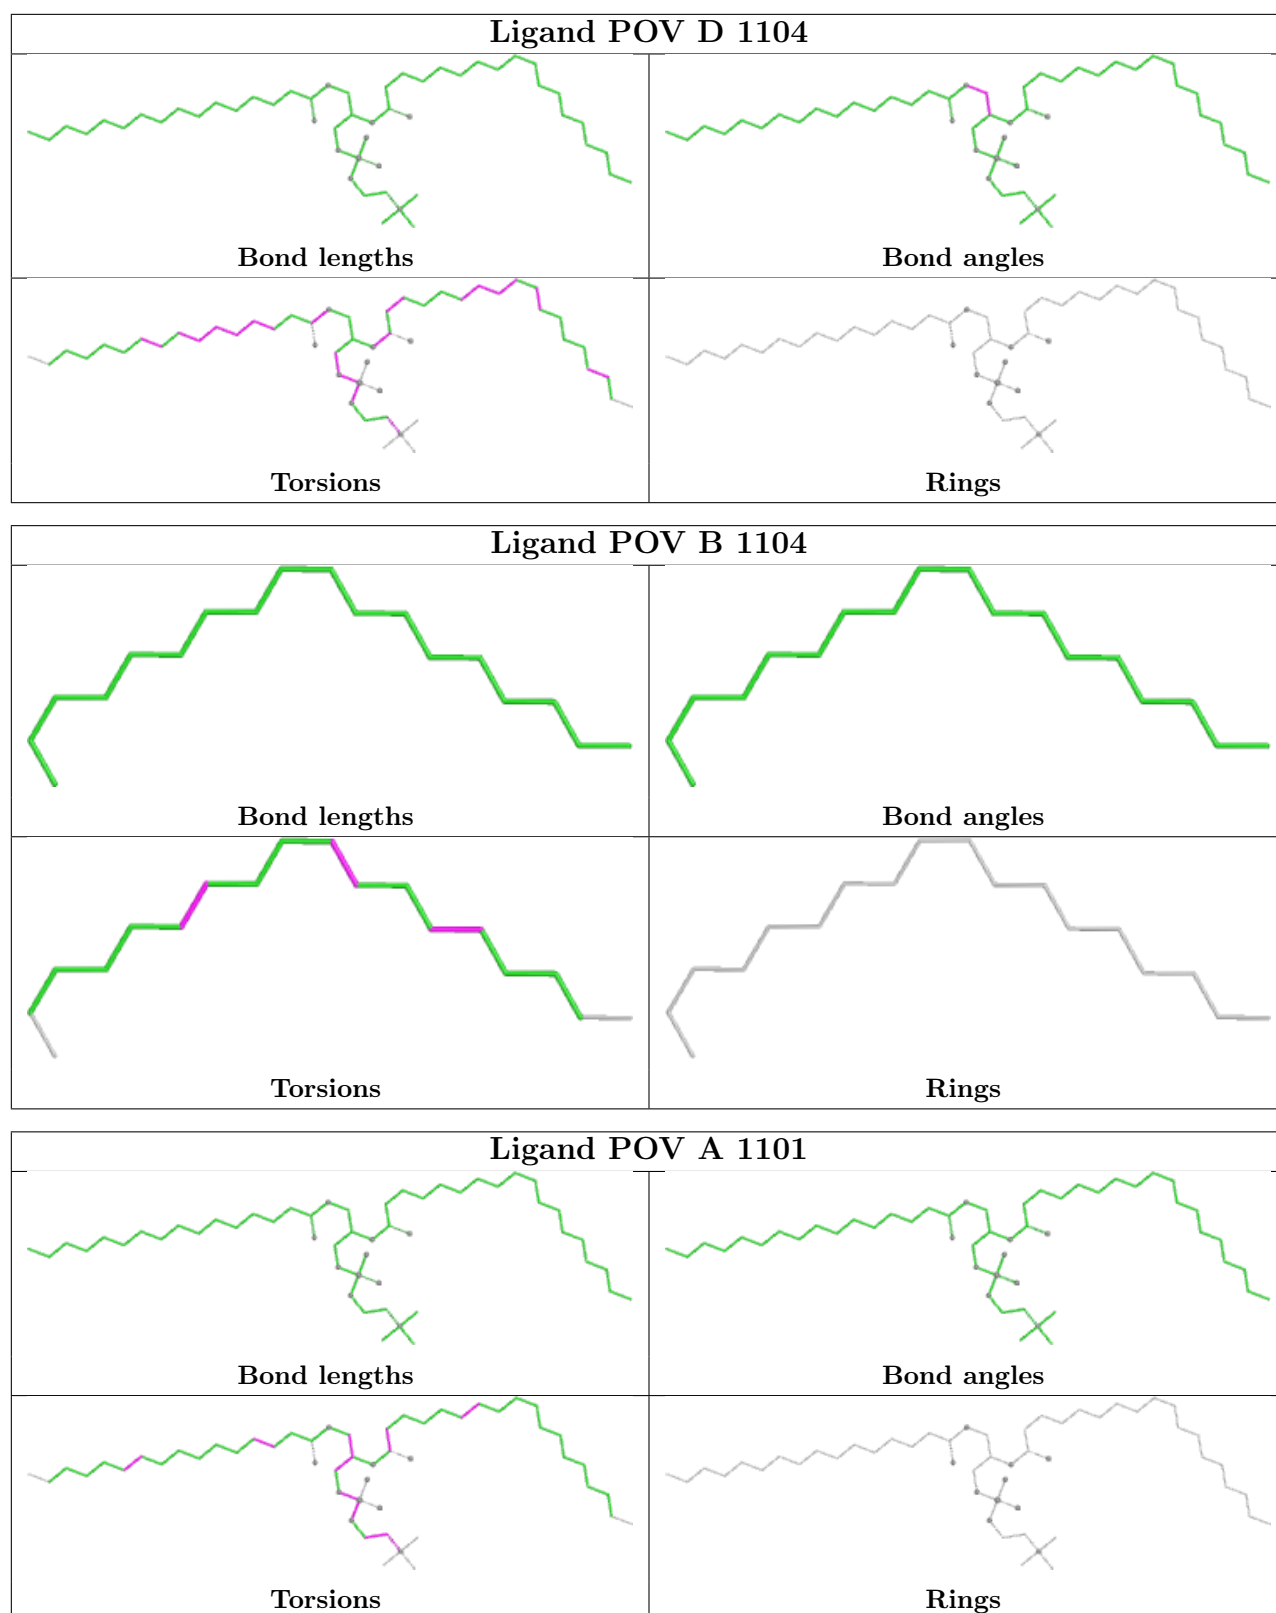 Ligand POV D 1104
Bond lengths
Bond angles
Torsions
Rings
Ligand POV B 1104
Bond lengths
Bond angles
Torsions
Rings
Ligand POV A 1101
Bond lengths
Bond angles
Torsions
Rings